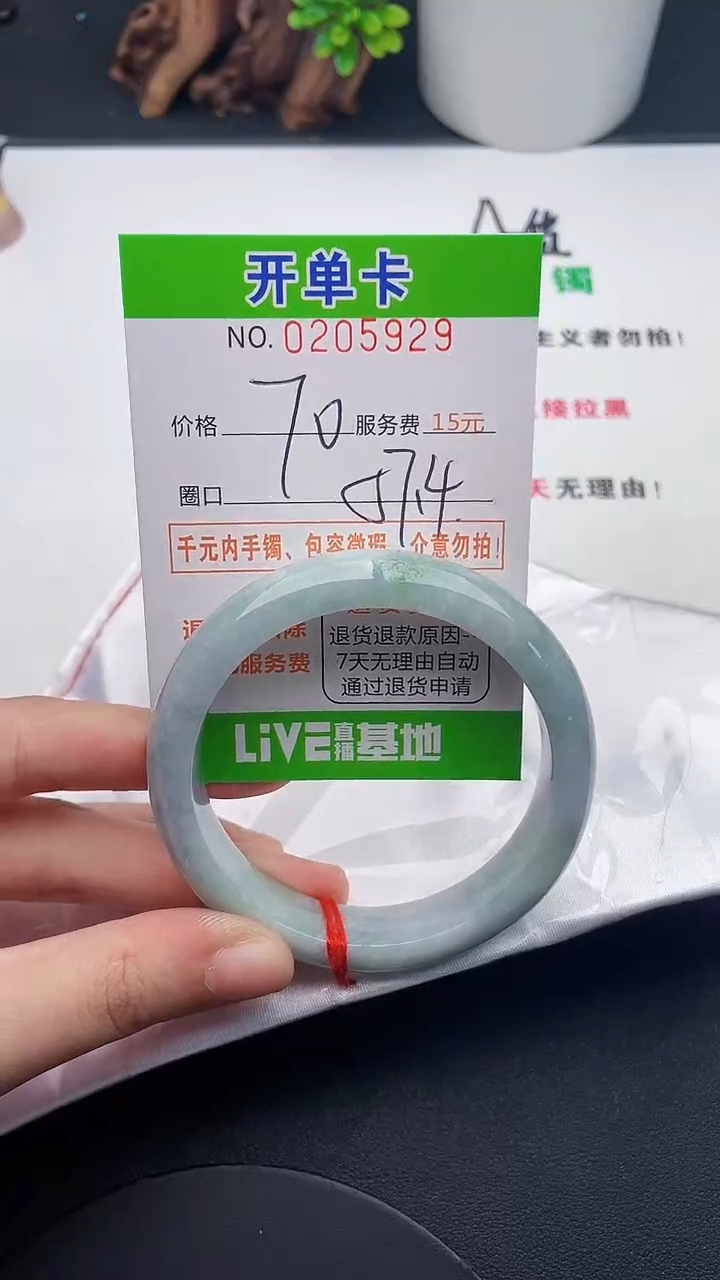 开单卡
NO. 0205929
价格 70 服务费 15元
圈口 57.4
千元内手镯、包容微瑕、介意勿拍!
服务费
退货退款原因
7天无理由自动
通过退货申请
LiVE直播基地
镯
主义者勿拍!
接拉黑
天无理由!